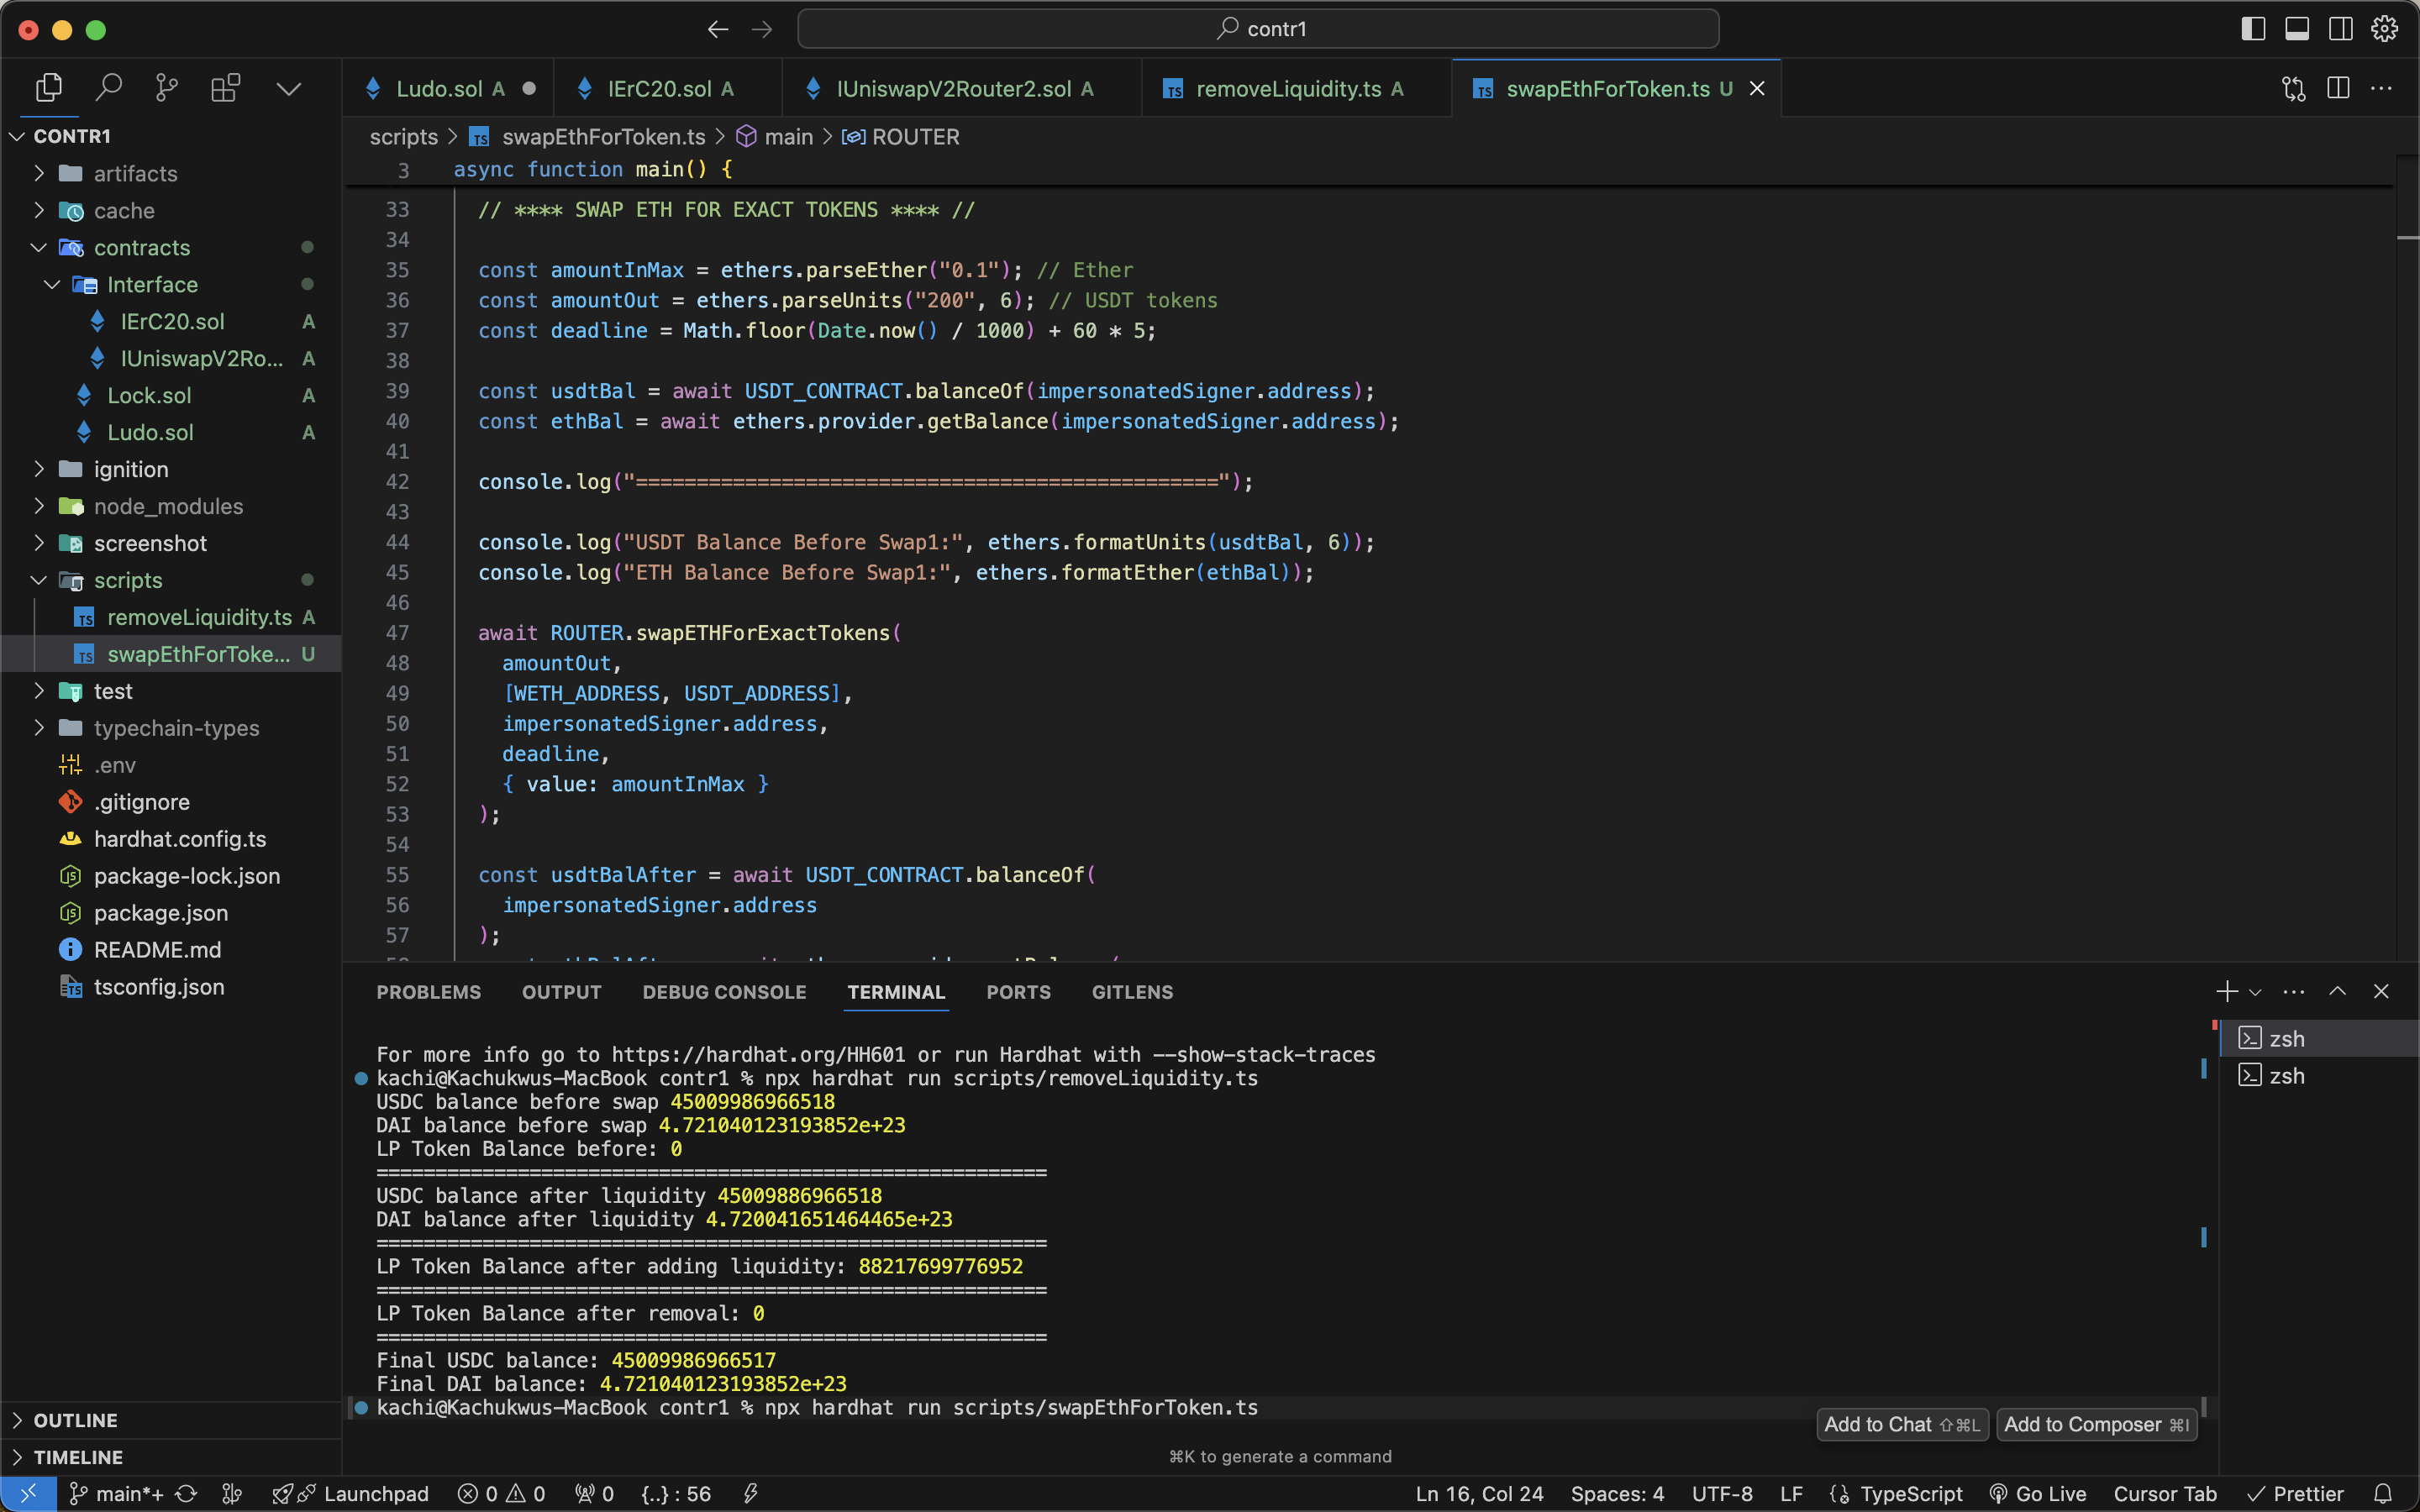 contr1
CONTR1
artifacts
cache
contracts
Interface
IErC20.sol A
IUniswapV2Ro... A
Lock.sol A
Ludo.sol A
ignition
node_modules
screenshot
scripts
removeLiquidity.ts A
swapEthForToke... U
test
typechain-types
.env
.gitignore
hardhat.config.ts
package-lock.json
package.json
README.md
tsconfig.json
OUTLINE
TIMELINE
Ludo.sol A
IErC20.sol A
IUniswapV2Router2.sol A
removeLiquidity.ts A
swapEthForToken.ts U
scripts > swapEthForToken.ts > main > ROUTER
3 async function main() {
33 // **** SWAP ETH FOR EXACT TOKENS **** //
34
35 const amountInMax = ethers.parseEther("0.1"); // Ether
36 const amountOut = ethers.parseUnits("200", 6); // USDT tokens
37 const deadline = Math.floor(Date.now() / 1000) + 60 * 5;
38
39 const usdtBal = await USDT_CONTRACT.balanceOf(impersonatedSigner.address);
40 const ethBal = await ethers.provider.getBalance(impersonatedSigner.address);
41
42 console.log("================================================");
43
44 console.log("USDT Balance Before Swap1:", ethers.formatUnits(usdtBal, 6));
45 console.log("ETH Balance Before Swap1:", ethers.formatEther(ethBal));
46
47 await ROUTER.swapETHForExactTokens(
48 amountOut,
49 [WETH_ADDRESS, USDT_ADDRESS],
50 impersonatedSigner.address,
51 deadline,
52 { value: amountInMax }
53 );
54
55 const usdtBalAfter = await USDT_CONTRACT.balanceOf(
56 impersonatedSigner.address
57 );
PROBLEMS OUTPUT DEBUG CONSOLE TERMINAL PORTS GITLENS
For more info go to https://hardhat.org/HH601 or run Hardhat with --show-stack-traces
kachi@Kachukwus-MacBook contr1 % npx hardhat run scripts/removeLiquidity.ts
USDC balance before swap 45009986966518
DAI balance before swap 4.721040123193852e+23
LP Token Balance before: 0
=========================================================
USDC balance after liquidity 45009886966518
DAI balance after liquidity 4.720041651464465e+23
=========================================================
LP Token Balance after adding liquidity: 88217699776952
=========================================================
LP Token Balance after removal: 0
=========================================================
Final USDC balance: 45009986966517
Final DAI balance: 4.721040123193852e+23
kachi@Kachukwus-MacBook contr1 % npx hardhat run scripts/swapEthForToken.ts
Add to Chat ⇧⌘L Add to Composer ⌘I
⌘K to generate a command
zsh
zsh
main*+ Launchpad 0 0 0 {..} : 56 Ln 16, Col 24 Spaces: 4 UTF-8 LF TypeScript Go Live Cursor Tab Prettier